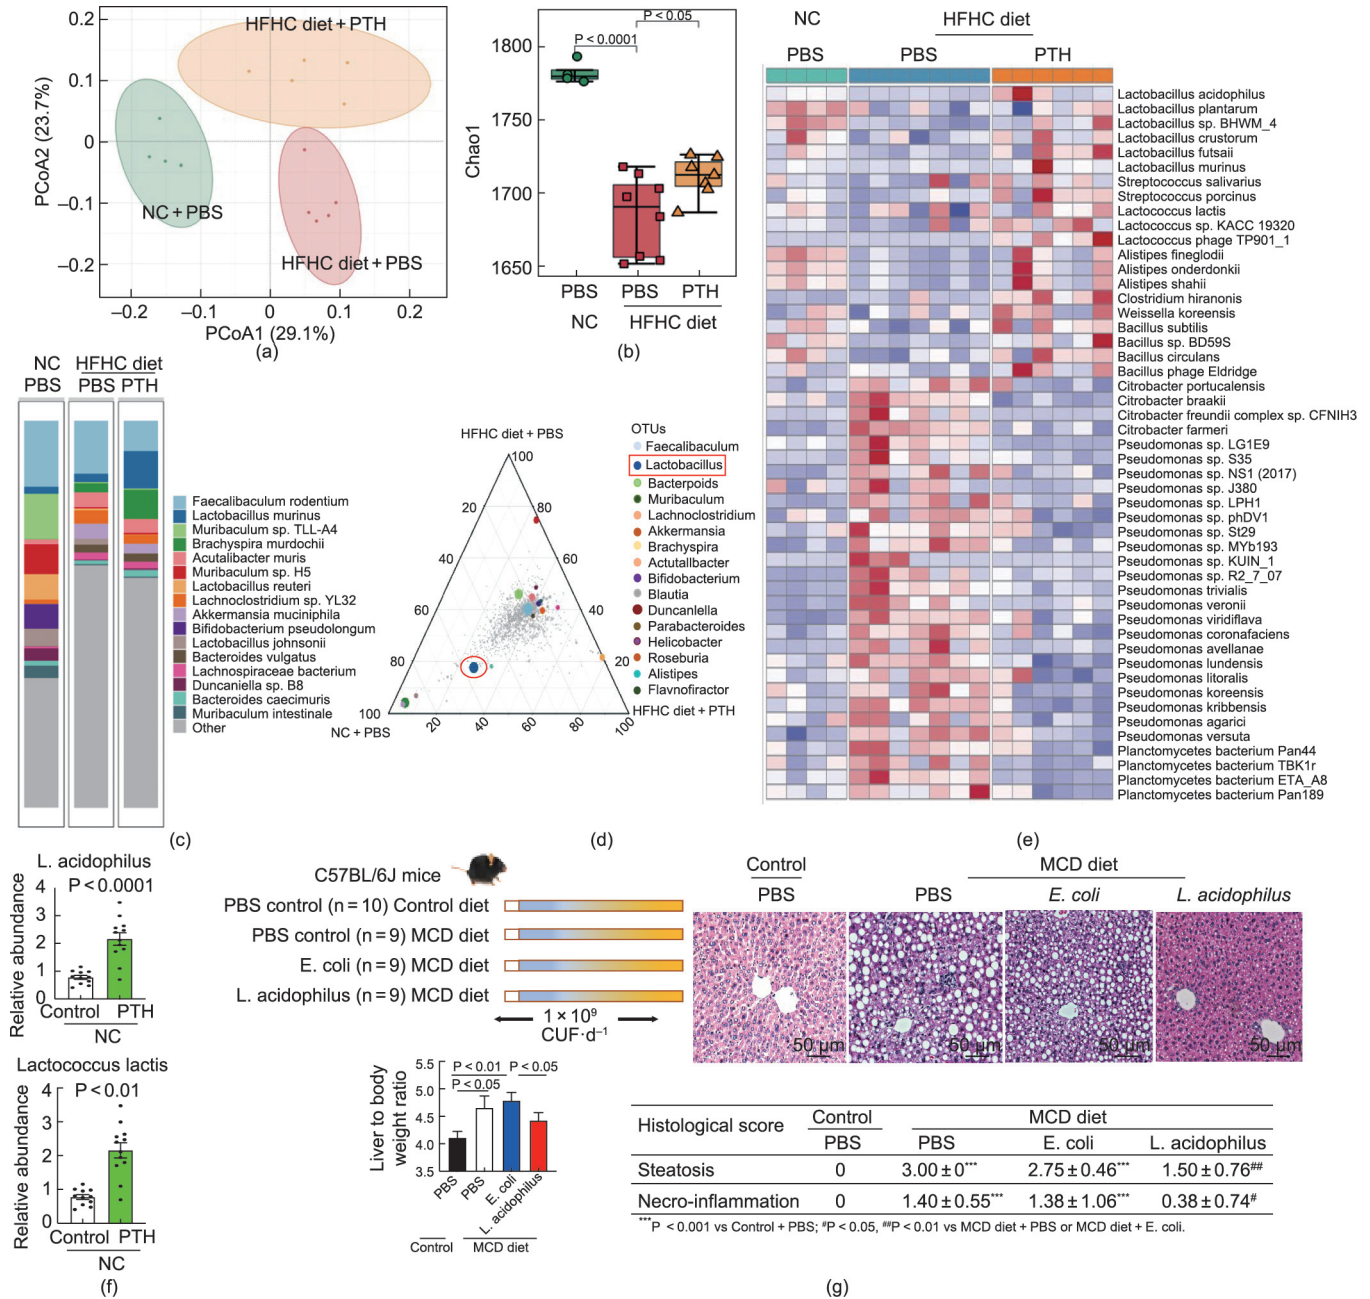 0.2
0.1
0
−0.1
−0.2
PCoA2 (23.7%)
HFHC diet + PTH
NC + PBS
HFHC diet + PBS
−0.2
−0.1
0
0.1
0.2
PCoA1 (29.1%)
(a)
P < 0.05
P < 0.0001
1800
1750
1700
1650
Chao1
PBS
PBS
PTH
NC
HFHC diet
(b)
NC
HFHC diet
PBS
PBS
PTH
Lactobacillus acidophilus
Lactobacillus plantarum
Lactobacillus sp. BHWM_4
Lactobacillus crustorum
Lactobacillus futsaii
Lactobacillus murinus
Streptococcus salivarius
Streptococcus porcinus
Lactococcus lactis
Lactococcus sp. KACC 19320
Lactococcus phage TP901_1
Alistipes fineglodii
Alistipes onderdonkii
Alistipes shahii
Clostridium hiranonis
Weissella koreensis
Bacillus subtilis
Bacillus sp. BD59S
Bacillus circulans
Bacillus phage Eldridge
Citrobacter portucalensis
Citrobacter braakii
Citrobacter freundii complex sp. CFNIH3
Citrobacter farmeri
Pseudomonas sp. LG1E9
Pseudomonas sp. S35
Pseudomonas sp. NS1 (2017)
Pseudomonas sp. J380
Pseudomonas sp. LPH1
Pseudomonas sp. phDV1
Pseudomonas sp. St29
Pseudomonas sp. MYb193
Pseudomonas sp. KUIN_1
Pseudomonas sp. R2_7_07
Pseudomonas trivialis
Pseudomonas veronii
Pseudomonas viridiflava
Pseudomonas coronafaciens
Pseudomonas avellanae
Pseudomonas lundensis
Pseudomonas litoralis
Pseudomonas koreensis
Pseudomonas kribbensis
Pseudomonas agarici
Pseudomonas versuta
Planctomycetes bacterium Pan44
Planctomycetes bacterium TBK1r
Planctomycetes bacterium ETA_A8
Planctomycetes bacterium Pan189
(e)
NC
HFHC diet
PBS
PBS
PTH
Faecalibaculum rodentium
Lactobacillus murinus
Muribaculum sp. TLL-A4
Brachyspira murdochii
Acutalibacter muris
Muribaculum sp. H5
Lactobacillus reuteri
Lachnoclostridium sp. YL32
Akkermansia muciniphila
Bifidobacterium pseudolongum
Lactobacillus johnsonii
Bacteroides vulgatus
Lachnospiraceae bacterium
Duncaniella sp. B8
Bacteroides caecimuris
Muribaculum intestinale
Other
(c)
HFHC diet + PBS
100
20
80
40
60
60
40
80
20
100
20
40
60
80
100
NC + PBS
HFHC diet + PTH
OTUs
Faecalibaculum
Lactobacillus
Bacterpoids
Muribaculum
Lachnoclostridium
Akkermansia
Brachyspira
Actutallbacter
Bifidobacterium
Blautia
Duncanella
Parabacteroides
Helicobacter
Roseburia
Alistipes
Flavnofiractor
(d)
L. acidophilus
P < 0.0001
4
3
2
1
0
Relative abundance
Control PTH
NC
Lactococcus lactis
P < 0.01
4
3
2
1
0
Relative abundance
Control PTH
NC
(f)
C57BL/6J mice
PBS control (n = 10) Control diet
PBS control (n = 9) MCD diet
E. coli (n = 9) MCD diet
L. acidophilus (n = 9) MCD diet
1 × 10⁹
CUF·d⁻¹
5.5
5.0
4.5
4.0
3.5
Liver to body
weight ratio
P < 0.01
P < 0.05
P < 0.05
PBS
PBS
E. coli
L. acidophilus
Control
MCD diet
Control
MCD diet
PBS
PBS
E. coli
L. acidophilus
50 μm
60 μm
50 μm
50 μm
Histological score
Control
MCD diet
PBS
PBS
E. coli
L. acidophilus
Steatosis 0 3.00 ± 0*** 2.75 ± 0.46*** 1.50 ± 0.76##
Necro-inflammation 0 1.40 ± 0.55*** 1.38 ± 1.06*** 0.38 ± 0.74#
***P < 0.001 vs Control + PBS; #P < 0.05, ##P < 0.01 vs MCD diet + PBS or MCD diet + E. coli.
(g)